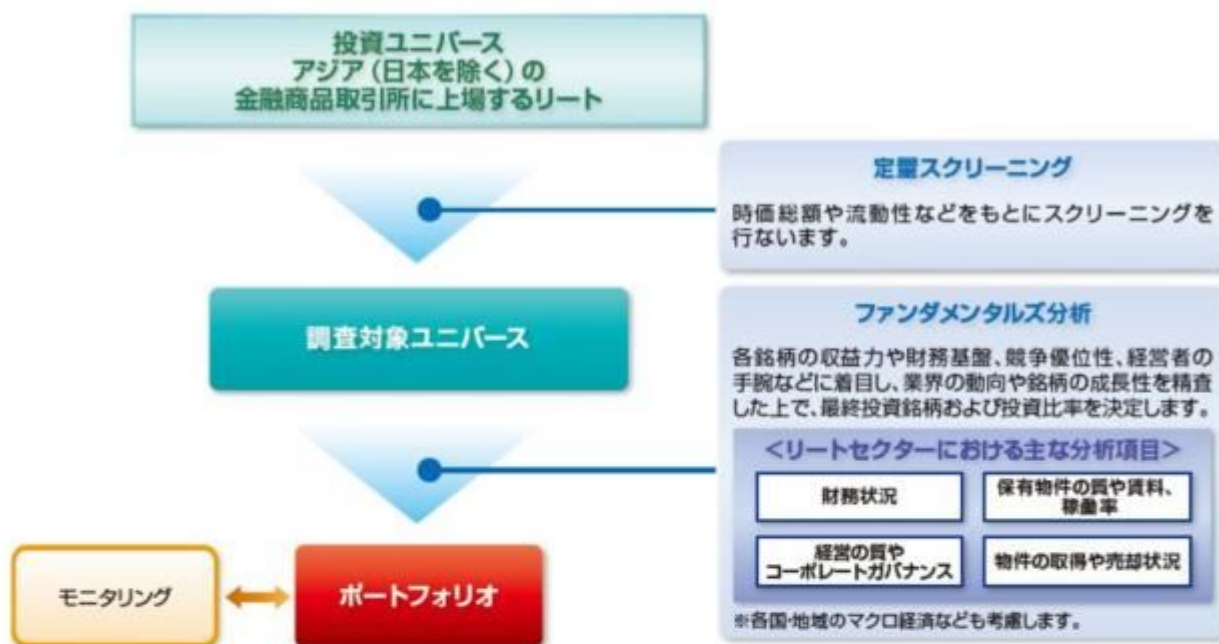 投資ユニバース
アジア（日本を除く）の
金融商品取引所に上場するリート
定量スクリーニング
時価総額や流動性などをもとにスクリーニングを
行ないます。
調査対象ユニバース
ファンダメンタルズ分析
各銘柄の収益力や財務基盤、競争優位性、経営者の
手腕などに着目し、業界の動向や銘柄の成長性を精査
した上で、最終投資銘柄および投資比率を決定します。
＜リートセクターにおける主な分析項目＞
財務状況
保有物件の質や賃料、
稼働率
経営の質や
コーポレートガバナンス
物件の取得や売却状況
※各国・地域のマクロ経済なども考慮します。
モニタリング
ポートフォリオ